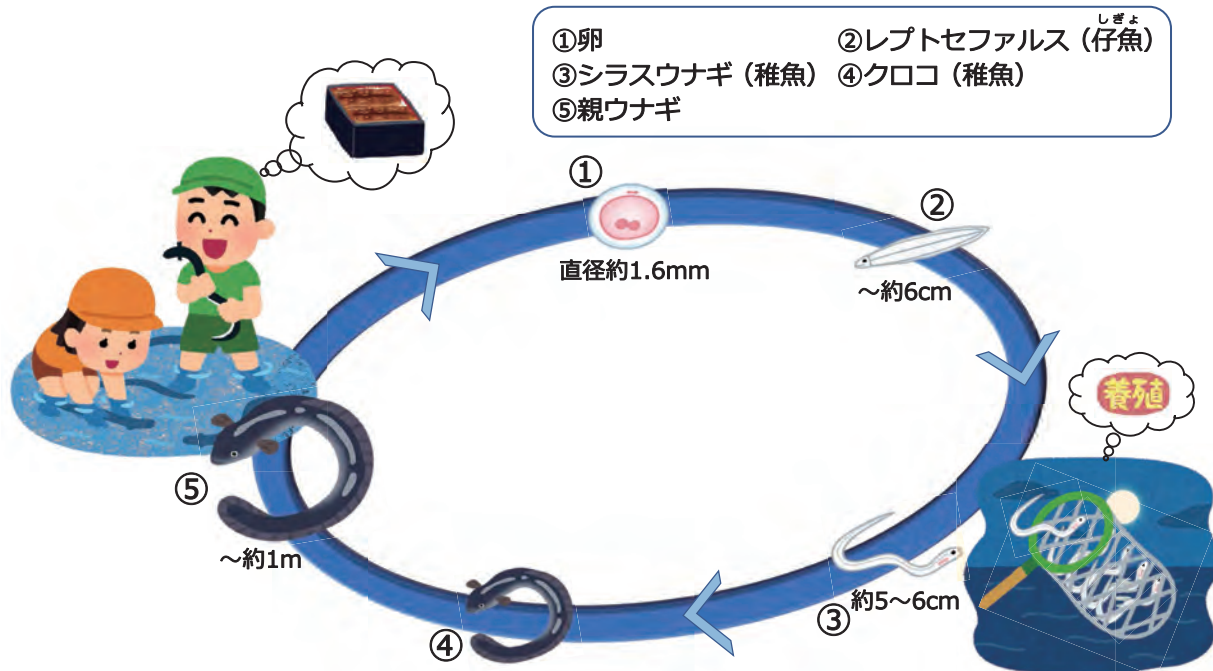 ①卵 ②レプトセファルス（仔魚）
しぎょ
③シラスウナギ（稚魚） ④クロコ（稚魚）
⑤親ウナギ
①
直径約1.6mm
②
～約6cm
養殖
③
約5～6cm
④
⑤
～約1m